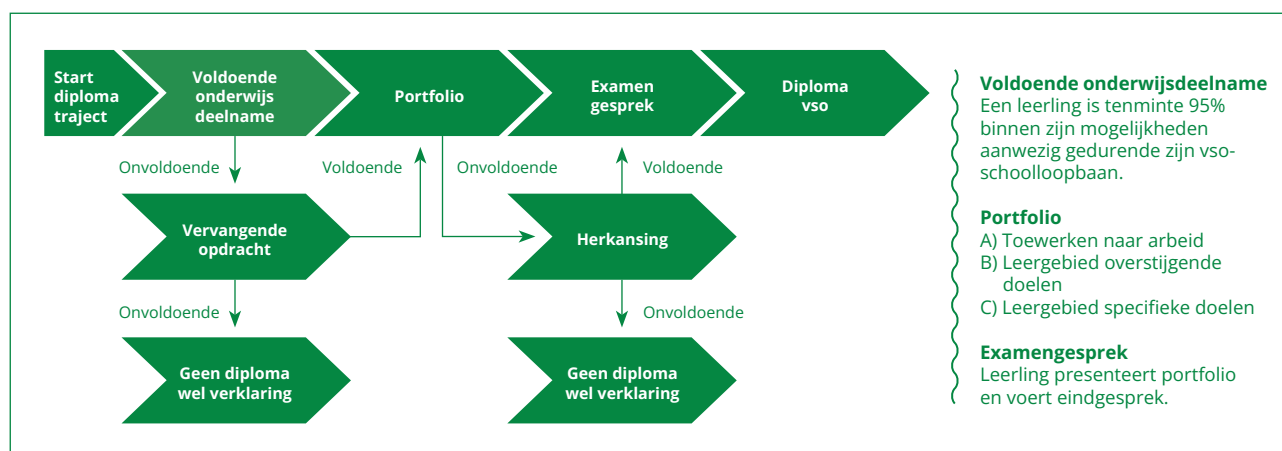 Start
diploma
traject
Voldoende
onderwijs
deelname
Portfolio
Examen
gesprek
Diploma
vso
Onvoldoende
Voldoende
Onvoldoende
Voldoende
Vervangende
opdracht
Herkansing
Onvoldoende
Onvoldoende
Geen diploma
wel verklaring
Geen diploma
wel verklaring
Voldoende onderwijsdeelname
Een leerling is tenminte 95%
binnen zijn mogelijkheden
aanwezig gedurende zijn vso-
schoolloopbaan.
Portfolio
A) Toewerken naar arbeid
B) Leergebied overstijgende
doelen
C) Leergebied specifieke doelen
Examengesprek
Leerling presenteert portfolio
en voert eindgesprek.